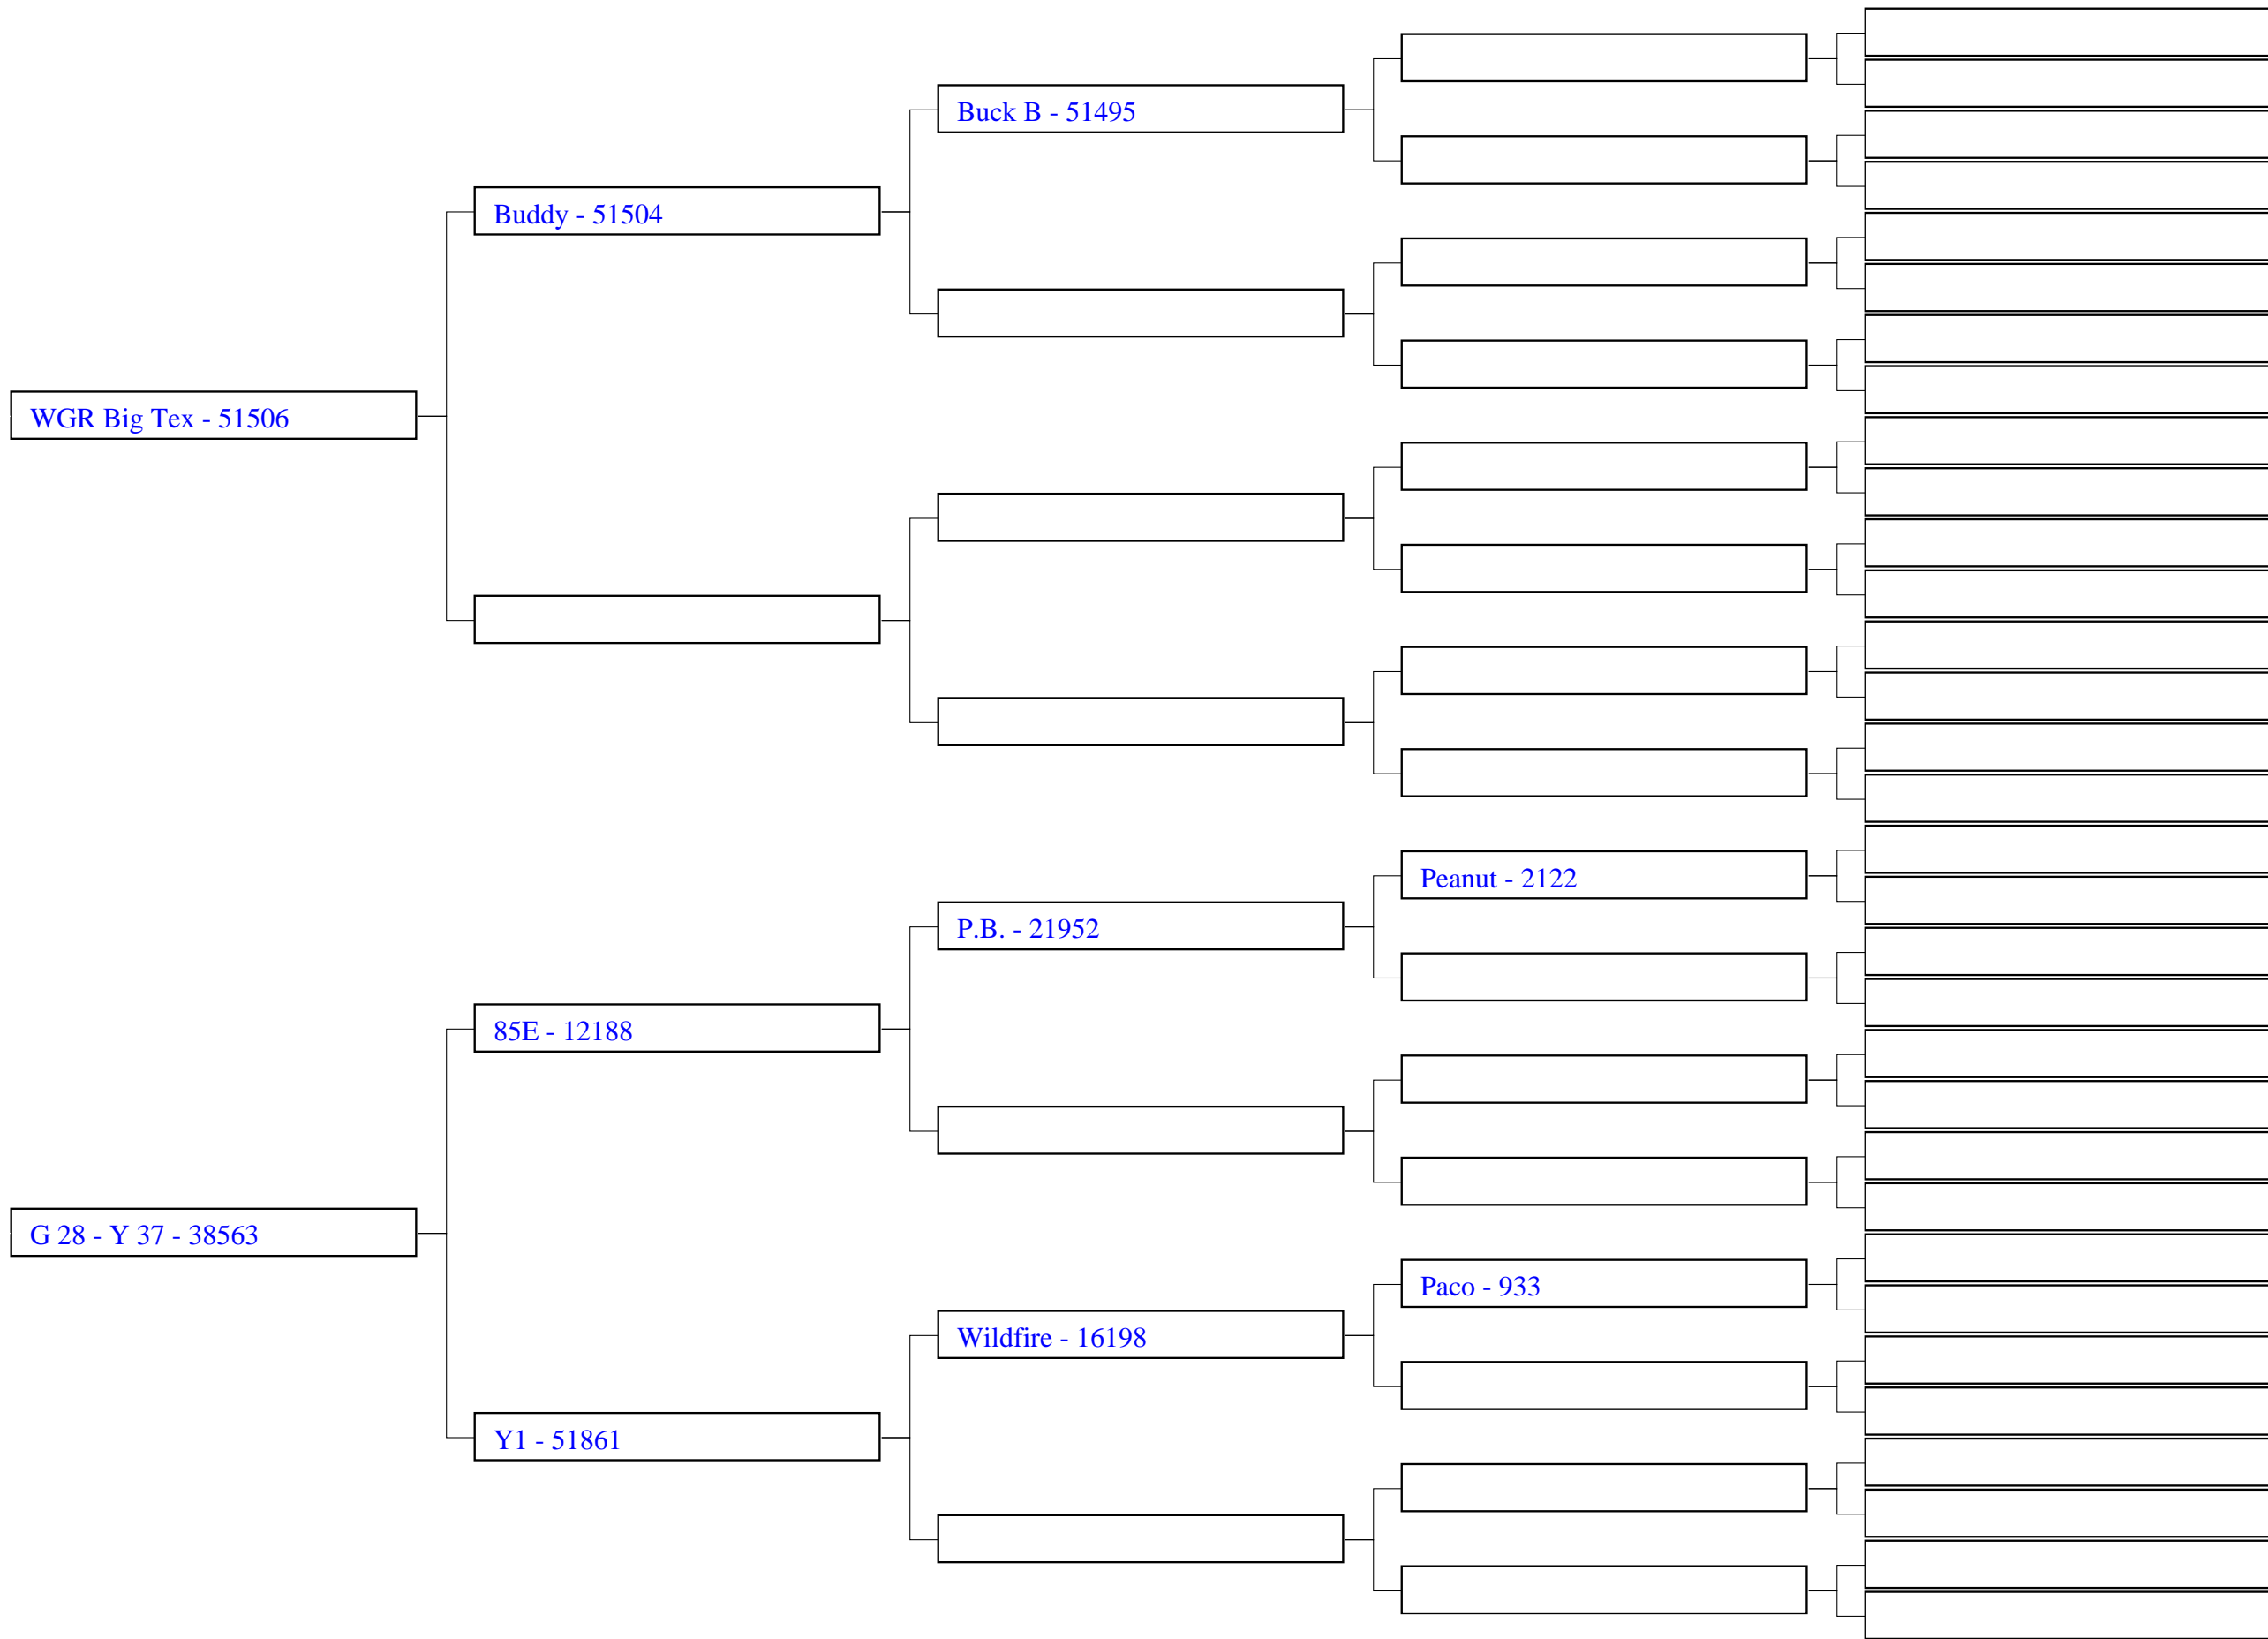 Buck B - 51495
Buddy - 51504
WGR Big Tex - 51506
Peanut - 2122
P.B. - 21952
85E - 12188
G 28 - Y 37 - 38563
Paco - 933
Wildfire - 16198
Y1 - 51861